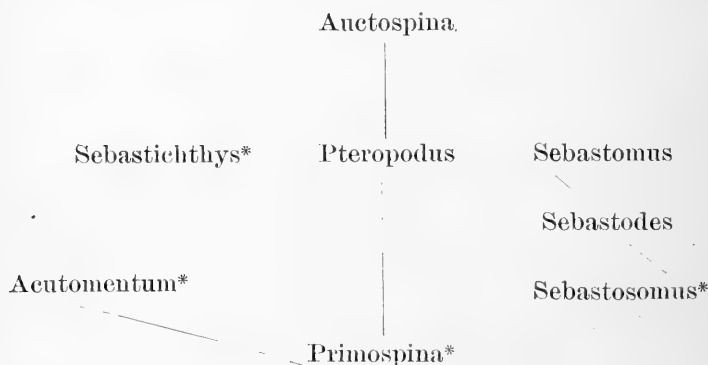 Auctospina.
Sebastichthys* Pteropodus Sebastomus
Sebastodes
Acutomentum* Sebastosomus*
Primospina*